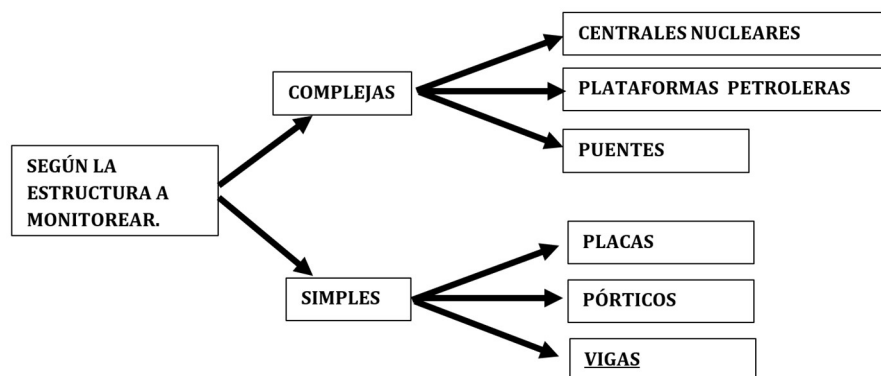 SEGÚN LA
ESTRUCTURA A
MONITOREAR.
COMPLEJAS
CENTRALES NUCLEARES
PLATAFORMAS PETROLERAS
PUENTES
SIMPLES
PLACAS
PÓRTICOS
VIGAS